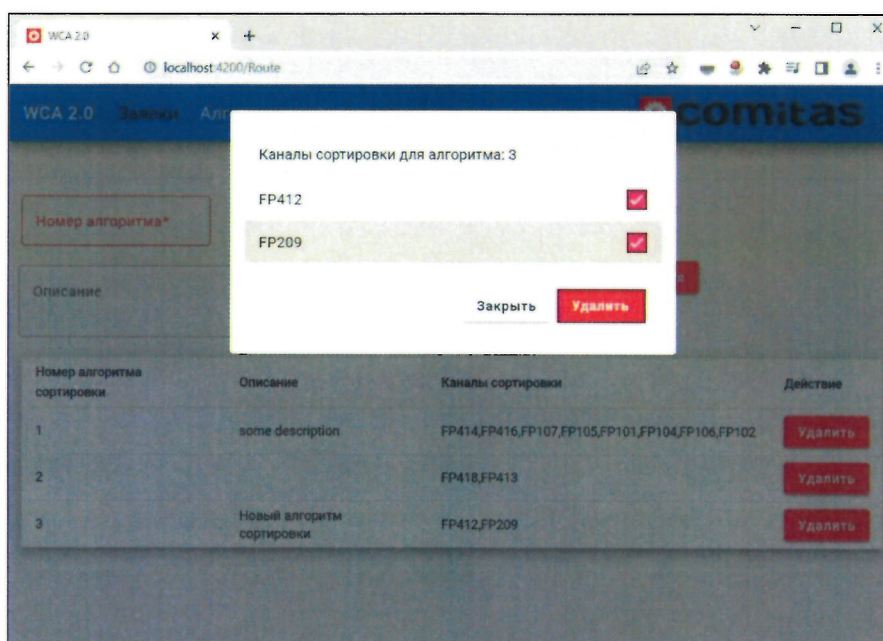 WCA 2.0
localhost:4200/Route
WCA 2.0 Заявки Алг
comitas
Каналы сортировки для алгоритма: 3
FP412
FP209
Закрыть Удалить
Номер алгоритма*
Описание
Номер алгоритма сортировки Описание Каналы сортировки Действие
1 some description FP414,FP416,FP107,FP105,FP101,FP104,FP106,FP102 Удалить
2 FP418,FP413 Удалить
3 Новый алгоритм сортировки FP412,FP209 Удалить